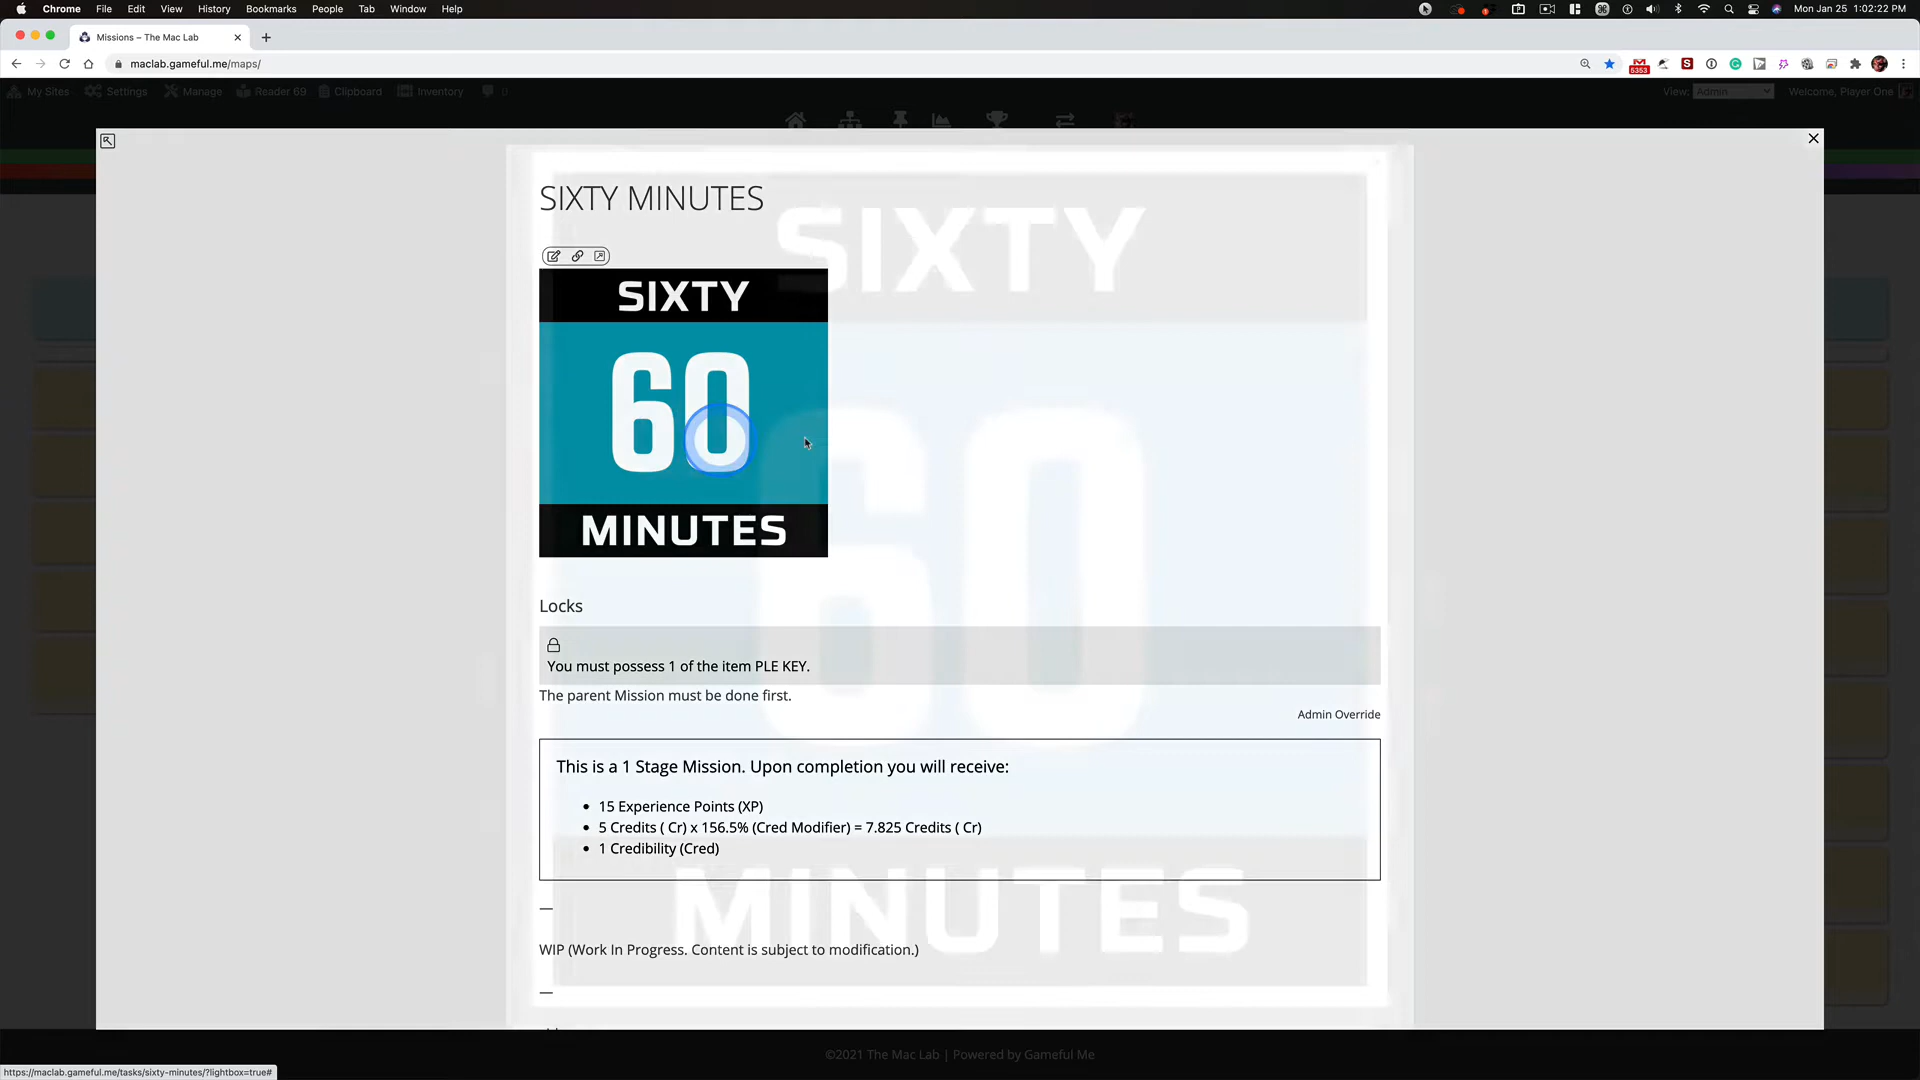 Chrome File Edit View History Bookmarks People Tab Window Help Mon Jan 25 1:02:22 PM
Missions – The Mac Lab
maclab.gameful.me/maps/
5353
My Sites Settings Manage Reader 69 Clipboard Inventory 0 View: Admin Welcome, Player One
SIXTY MINUTES
SIXTY
SIXTY
60
MINUTES
60
Locks
You must possess 1 of the item PLE KEY.
The parent Mission must be done first.
Admin Override
This is a 1 Stage Mission. Upon completion you will receive:
• 15 Experience Points (XP)
• 5 Credits ( Cr) x 156.5% (Cred Modifier) = 7.825 Credits ( Cr)
• 1 Credibility (Cred)
MINUTES
—
WIP (Work In Progress. Content is subject to modification.)
—
©2021 The Mac Lab | Powered by Gameful Me
https://maclab.gameful.me/tasks/sixty-minutes/?lightbox=true#